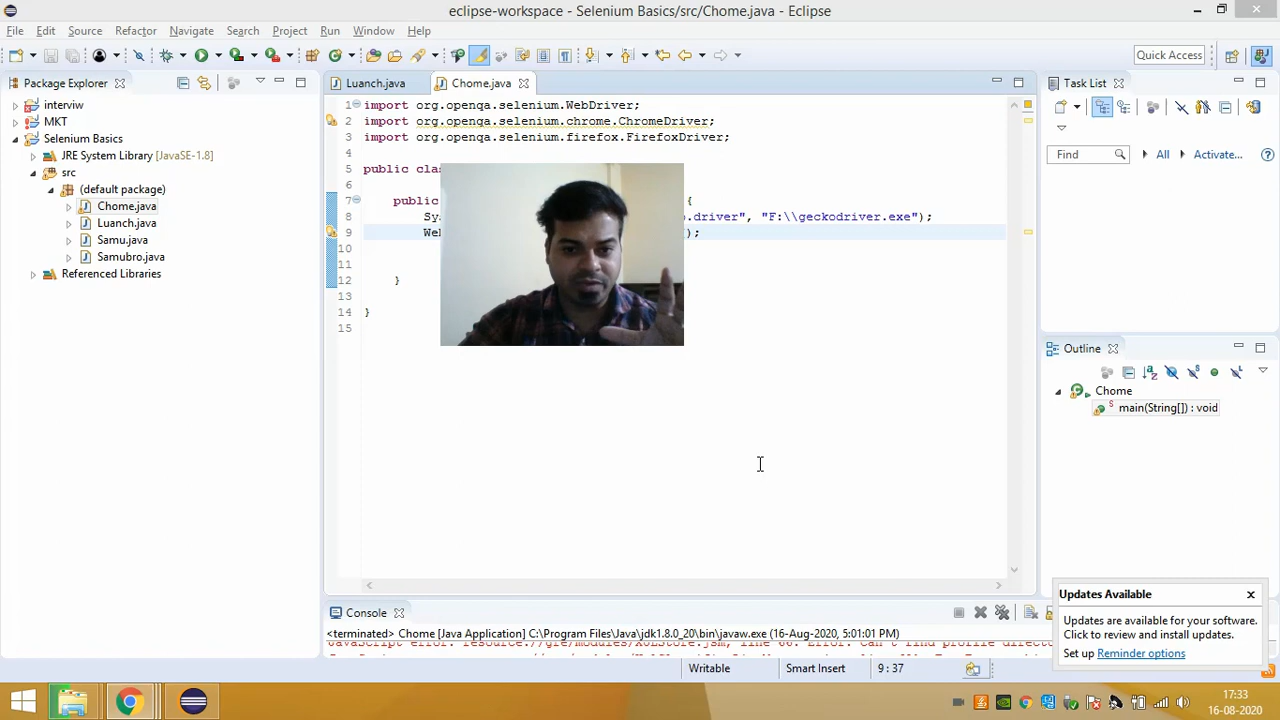 eclipse-workspace - Selenium Basics/src/Chome.java - Eclipse
File Edit Source Refactor Navigate Search Project Run Window Help
Quick Access
Package Explorer
interviw
MKT
Selenium Basics
JRE System Library [JavaSE-1.8]
src
(default package)
Chome.java
Luanch.java
Samu.java
Samubro.java
Referenced Libraries
Luanch.java Chome.java
1 import org.openqa.selenium.WebDriver;
2 import org.openqa.selenium.chrome.ChromeDriver;
3 import org.openqa.selenium.firefox.FirefoxDriver;
4
5 public
6
7 public {
8 .driver", "F:\\geckodriver.exe");
9 );
10
11
12 }
13
14 }
15
Task List
Find All Activate...
Outline
Chome
main(String[]) : void
Console
<terminated> Chome [Java Application] C:\Program Files\Java\jdk1.8.0_20\bin\javaw.exe (16-Aug-2020, 5:01:01 PM)
Updates Available
Updates are available for your software.
Click to review and install updates.
Set up Reminder options
Writable Smart Insert 9 : 37
17:33
16-08-2020